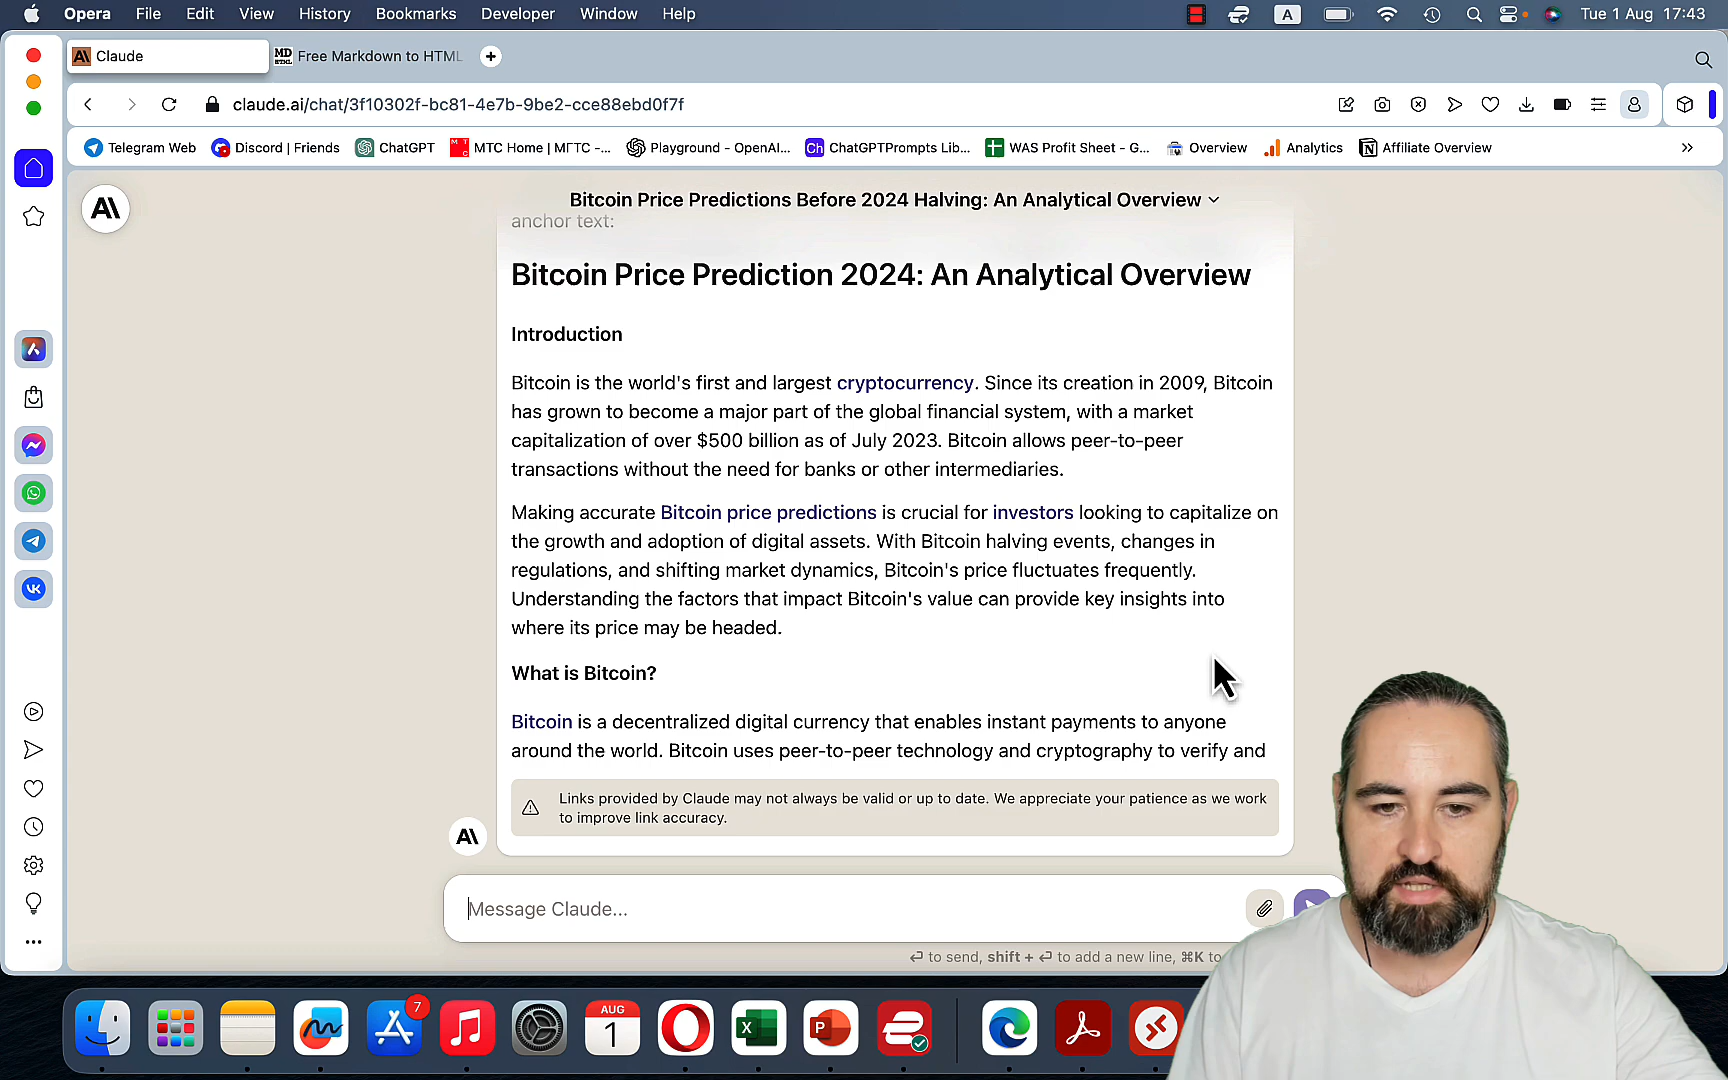 Opera File Edit View History Bookmarks Developer Window Help A Tue 1 Aug 17:43
Claude MD HTML Free Markdown to HTML
claude.ai/chat/3f10302f-bc81-4e7b-9be2-cce88ebd0f7f
Telegram Web Discord | Friends ChatGPT MTC MTC Home | МГТС -... Playground - OpenAI... Ch ChatGPTPrompts Lib... WAS Profit Sheet - G... Overview Analytics Affiliate Overview
Bitcoin Price Predictions Before 2024 Halving: An Analytical Overview
anchor text:
Bitcoin Price Prediction 2024: An Analytical Overview
Introduction
Bitcoin is the world's first and largest cryptocurrency. Since its creation in 2009, Bitcoin
has grown to become a major part of the global financial system, with a market
capitalization of over $500 billion as of July 2023. Bitcoin allows peer-to-peer
transactions without the need for banks or other intermediaries.
Making accurate Bitcoin price predictions is crucial for investors looking to capitalize on
the growth and adoption of digital assets. With Bitcoin halving events, changes in
regulations, and shifting market dynamics, Bitcoin's price fluctuates frequently.
Understanding the factors that impact Bitcoin's value can provide key insights into
where its price may be headed.
What is Bitcoin?
Bitcoin is a decentralized digital currency that enables instant payments to anyone
around the world. Bitcoin uses peer-to-peer technology and cryptography to verify and
Links provided by Claude may not always be valid or up to date. We appreciate your patience as we work
to improve link accuracy.
Message Claude...
to send, shift + to add a new line, ⌘K to
7
AUG
1
X
P